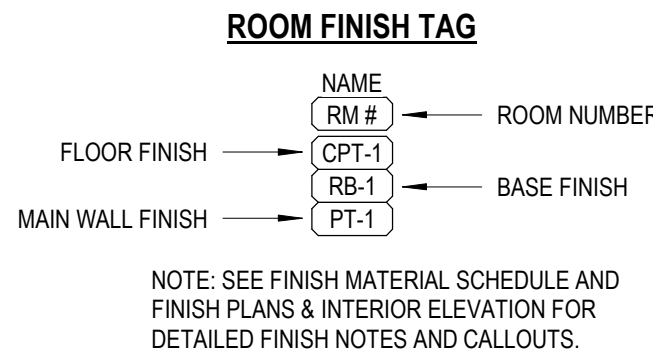 ROOM FINISH TAG
NAME
RM # ROOM NUMBER
FLOOR FINISH CPT-1
RB-1 BASE FINISH
MAIN WALL FINISH PT-1
NOTE: SEE FINISH MATERIAL SCHEDULE AND
FINISH PLANS & INTERIOR ELEVATION FOR
DETAILED FINISH NOTES AND CALLOUTS.